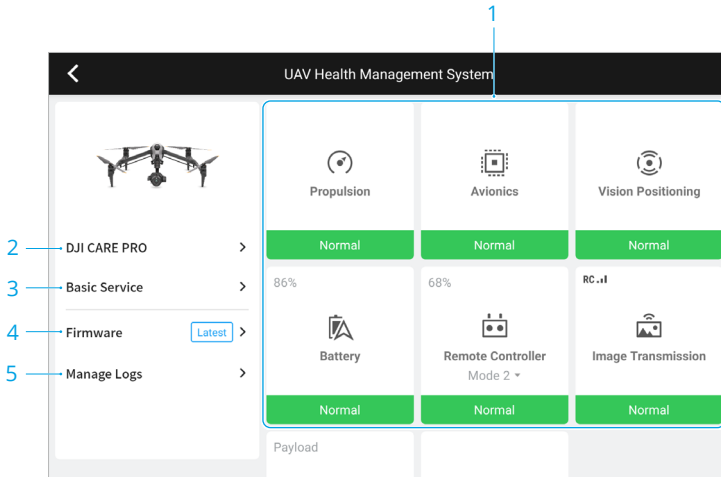 1
UAV Health Management System
Propulsion
Avionics
Vision Positioning
Normal
Normal
Normal
2
DJI CARE PRO
3
Basic Service
4
Firmware
Latest
5
Manage Logs
86%
68%
RC
Battery
Remote Controller
Mode 2
Image Transmission
Normal
Normal
Normal
Payload